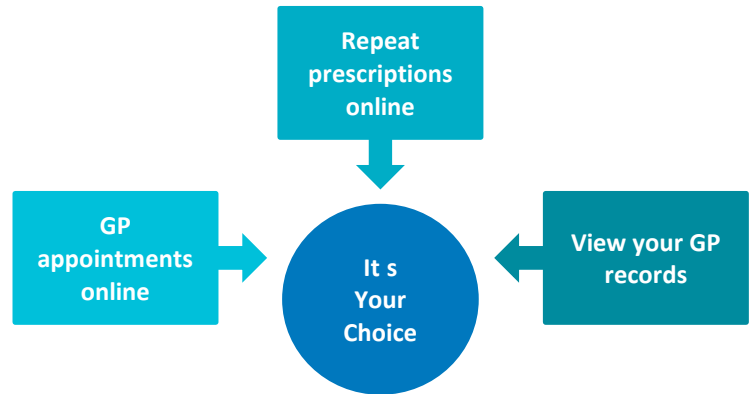 Repeat
prescriptions
online
GP
appointments
online
It s
Your
Choice
View your GP
records